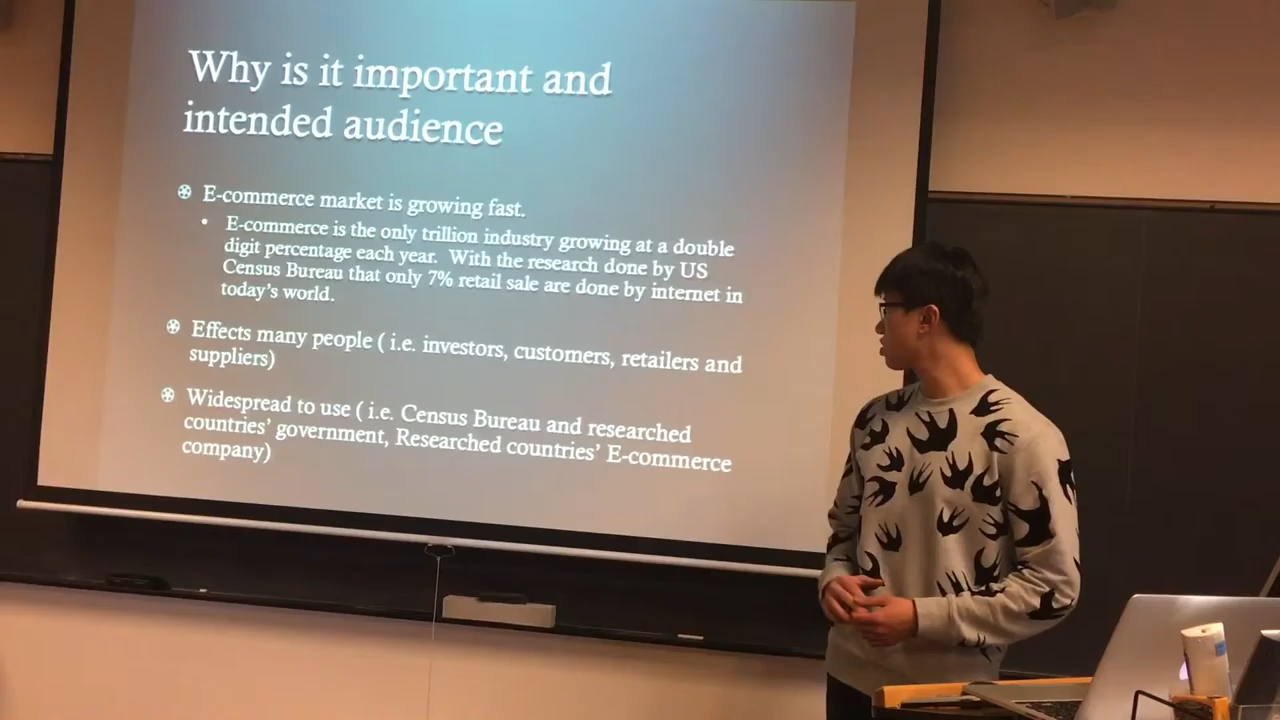 Why is it important and
intended audience
E-commerce market is growing fast.
• E-commerce is the only trillion industry growing at a double
digit percentage each year. With the research done by US
Census Bureau that only 7% retail sale are done by internet in
today's world.
Effects many people ( i.e. investors, customers, retailers and
suppliers)
Widespread to use ( i.e. Census Bureau and researched
countries' government, Researched countries' E-commerce
company)